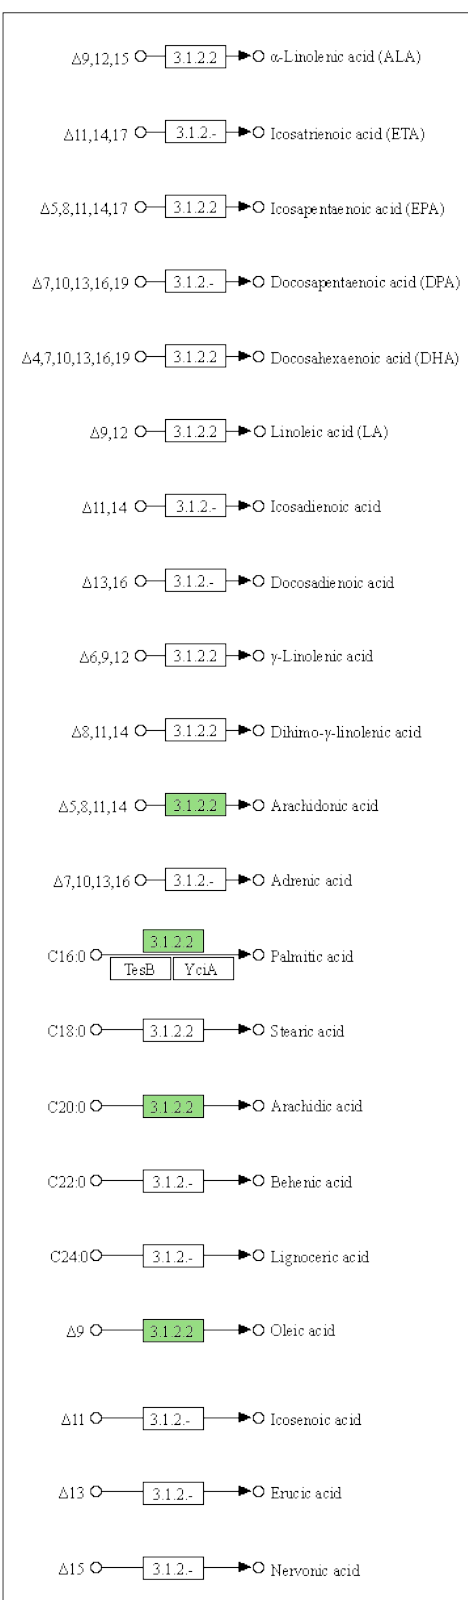 Δ9,12,15 3.1.2.2 α-Linolenic acid (ALA)
Δ11,14,17 3.1.2.- Icosatrienoic acid (ETA)
Δ5,8,11,14,17 3.1.2.2 Icosapentaenoic acid (EPA)
Δ7,10,13,16,19 3.1.2.- Docosapentaenoic acid (DPA)
Δ4,7,10,13,16,19 3.1.2.2 Docosahexaenoic acid (DHA)
Δ9,12 3.1.2.2 Linoleic acid (LA)
Δ11,14 3.1.2.- Icosadienoic acid
Δ13,16 3.1.2.- Docosadienoic acid
Δ6,9,12 3.1.2.2 γ-Linolenic acid
Δ8,11,14 3.1.2.2 Dihimo-γ-linolenic acid
Δ5,8,11,14 3.1.2.2 Arachidonic acid
Δ7,10,13,16 3.1.2.- Adrenic acid
3.1.2.2
C16:0 Palmitic acid
TesB YciA
C18:0 3.1.2.2 Stearic acid
C20:0 3.1.2.2 Arachidic acid
C22:0 3.1.2.- Behenic acid
C24:0 3.1.2.- Lignoceric acid
Δ9 3.1.2.2 Oleic acid
Δ11 3.1.2.- Icosenoic acid
Δ13 3.1.2.- Erucic acid
Δ15 3.1.2.- Nervonic acid